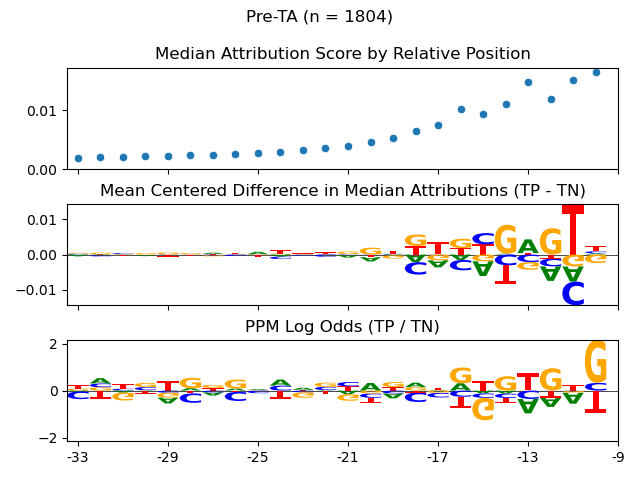 Pre-TA (n = 1804)
Median Attribution Score by Relative Position
0.01
0.00
Mean Centered Difference in Median Attributions (TP - TN)
0.01
0.00
−0.01
PPM Log Odds (TP / TN)
2
0
−2
-33 -29 -25 -21 -17 -13 -9